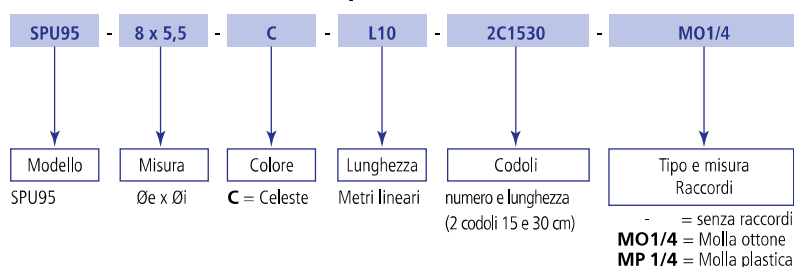 SPU95 - 8 x 5,5 - C - L10 - 2C1530 - MO1/4
Modello Misura Colore Lunghezza Codoli Tipo e misura
Raccordi
SPU95 Øe x Øi C = Celeste Metri lineari numero e lunghezza
(2 codoli 15 e 30 cm)
- = senza raccordi
MO1/4 = Molla ottone
MP 1/4 = Molla plastica